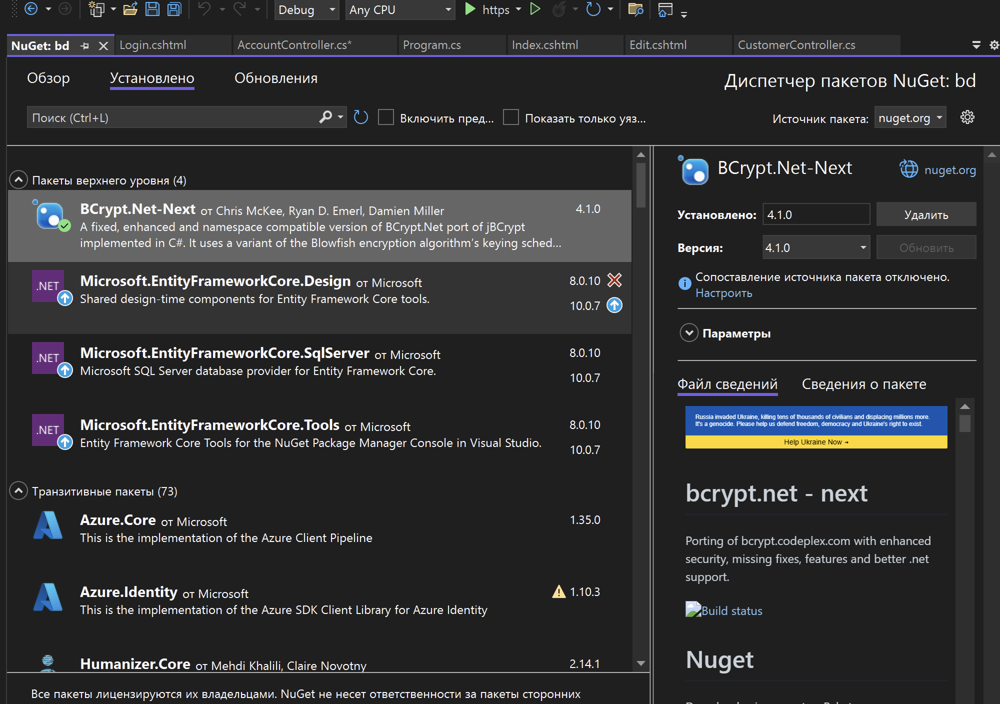 Debug
Any CPU
https
NuGet: bd
Login.cshtml
AccountController.cs*
Program.cs
Index.cshtml
Edit.cshtml
CustomerController.cs
Обзор
Установлено
Обновления
Диспетчер пакетов NuGet: bd
Поиск (Ctrl+L)
Включить пред...
Показать только уяз...
Источник пакета:
nuget.org
Пакеты верхнего уровня (4)
BCrypt.Net-Next от Chris McKee, Ryan D. Emerl, Damien Miller
4.1.0
A fixed, enhanced and namespace compatible version of BCrypt.Net port of jBCrypt
implemented in C#. It uses a variant of the Blowfish encryption algorithm’s keying sched...
.NET
Microsoft.EntityFrameworkCore.Design от Microsoft
8.0.10
Shared design-time components for Entity Framework Core tools.
10.0.7
.NET
Microsoft.EntityFrameworkCore.SqlServer от Microsoft
8.0.10
Microsoft SQL Server database provider for Entity Framework Core.
10.0.7
.NET
Microsoft.EntityFrameworkCore.Tools от Microsoft
8.0.10
Entity Framework Core Tools for the NuGet Package Manager Console in Visual Studio.
10.0.7
Транзитивные пакеты (73)
Azure.Core от Microsoft
1.35.0
This is the implementation of the Azure Client Pipeline
Azure.Identity от Microsoft
1.10.3
This is the implementation of the Azure SDK Client Library for Azure Identity
Humanizer.Core от Mehdi Khalili, Claire Novotny
2.14.1
Все пакеты лицензируются их владельцами. NuGet не несет ответственности за пакеты сторонних
BCrypt.Net-Next
nuget.org
Установлено:
4.1.0
Удалить
Версия:
4.1.0
Обновить
Сопоставление источника пакета отключено.
Настроить
Параметры
Файл сведений
Сведения о пакете
Russia invaded Ukraine, killing tens of thousands of civilians and displacing millions more.
It's a genocide. Please help us defend freedom, democracy and Ukraine's right to exist.
Help Ukraine Now ➔
bcrypt.net - next
Porting of bcrypt.codeplex.com with enhanced
security, missing fixes, features and better .net
support.
Build status
Nuget